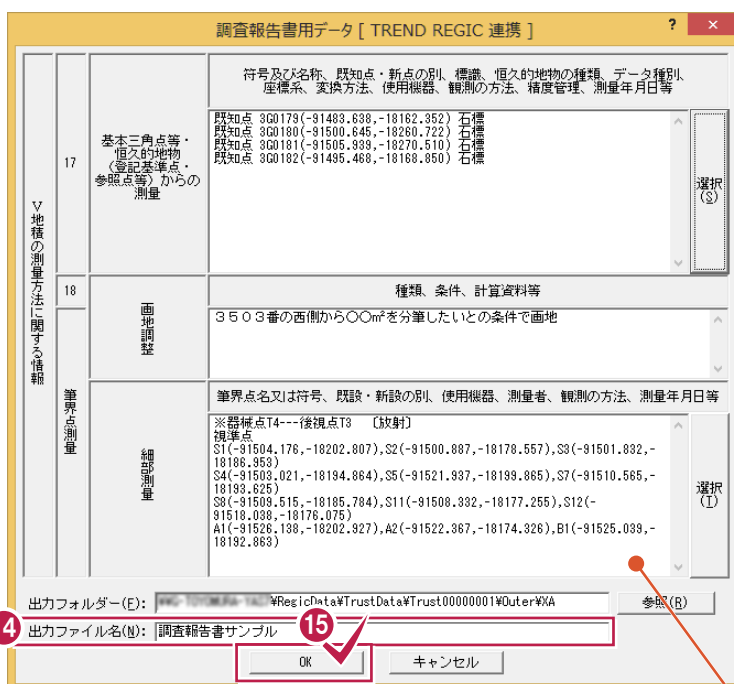 調査報告書用データ [ TREND REGIC 連携 ]
? ×
V地積の測量方法に関する情報
17
基本三角点等・
恒久的地物
(登記基準点・
参照点等)からの
測量
符号及び名称、既知点・新点の別、標識、恒久的地物の種類、データ種別、
座標系、変換方法、使用機器、観測の方法、精度管理、測量年月日等
既知点 3G0179(-91483.638,-18162.352) 石標
既知点 3G0180(-91500.645,-18260.722) 石標
既知点 3G0181(-91505.939,-18270.510) 石標
既知点 3G0182(-91495.468,-18168.850) 石標
選択
(S)
18
筆界点測量
画地調整
種類、条件、計算資料等
3503番の西側から〇〇㎡を分筆したいとの条件で画地
細部測量
筆界点名又は符号、既設・新設の別、使用機器、測量者、観測の方法、測量年月日等
※器械点T4---後視点T3 〔放射〕
視準点
S1(-91504.176,-18202.807),S2(-91500.887,-18178.557),S3(-91501.832,-
18186.953)
S4(-91503.021,-18194.864),S5(-91521.937,-18199.865),S7(-91510.565,-
18193.625)
S8(-91509.515,-18185.784),S11(-91508.332,-18177.255),S12(-
91518.038,-18176.075)
A1(-91526.138,-18202.927),A2(-91522.367,-18174.326),B1(-91525.039,-
18192.863)
選択
(T)
出力フォルダー(F): ¥RegicData¥TrustData¥Trust00000001¥Outer¥XA 参照(R)
4 出力ファイル名(N): 調査報告書サンプル
15
OK キャンセル